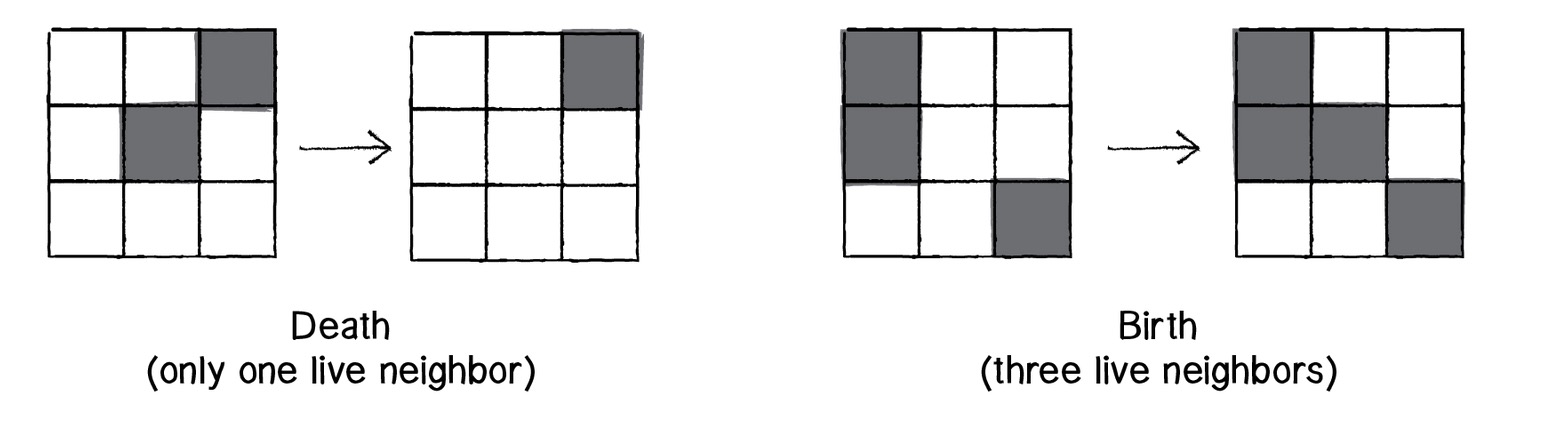 Death
(only one live neighbor)
Birth
(three live neighbors)